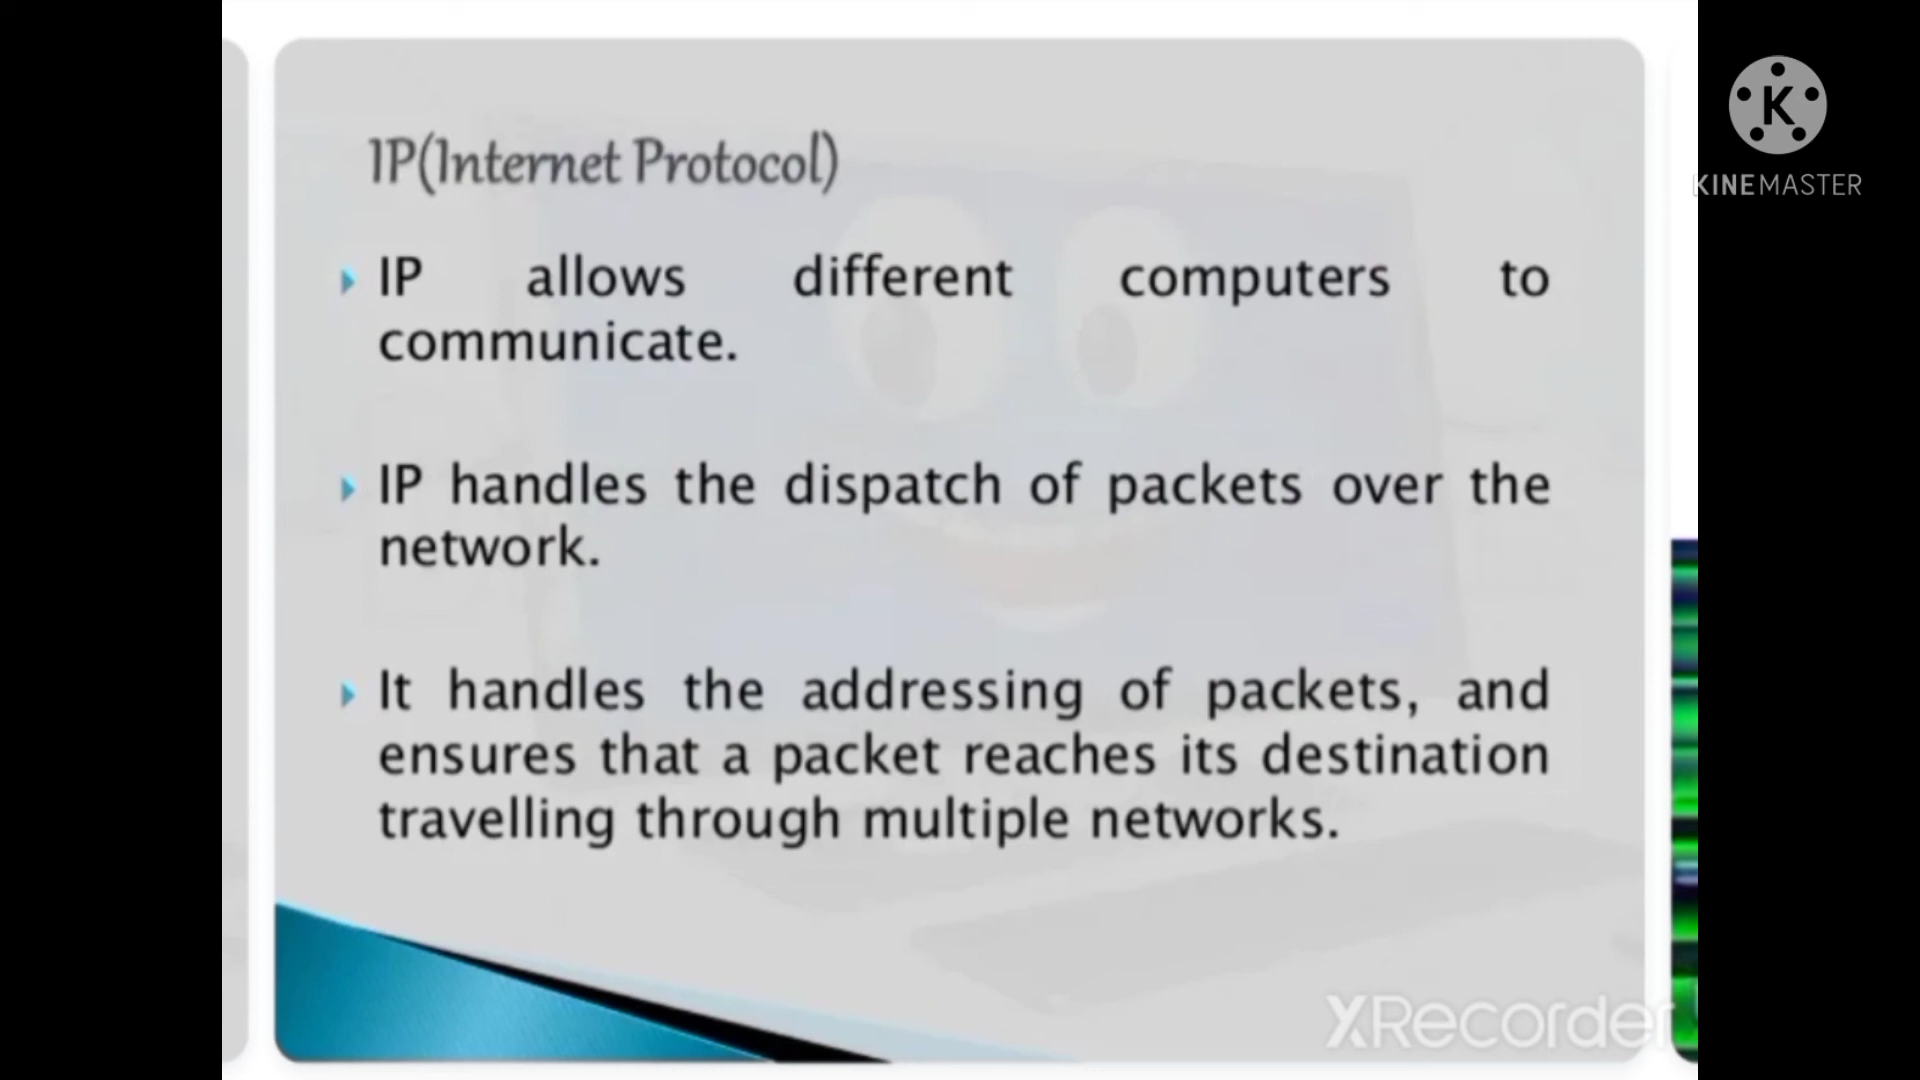 IP(Internet Protocol)
IP allows different computers to
communicate.
IP handles the dispatch of packets over the
network.
It handles the addressing of packets, and
ensures that a packet reaches its destination
travelling through multiple networks.
K
KINEMASTER
XRecorder